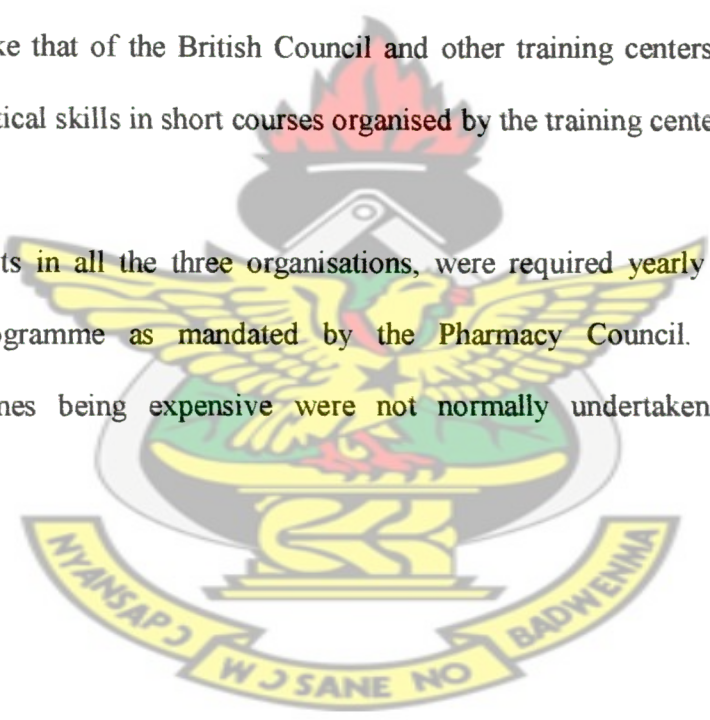 ke that of the British Council and other training centers
tical skills in short courses organised by the training cente
ts in all the three organisations, were required yearly
ogramme as mandated by the Pharmacy Council.
nes being expensive were not normally undertaken
NYANSAPƆ WƆSANE NO BADWENMA